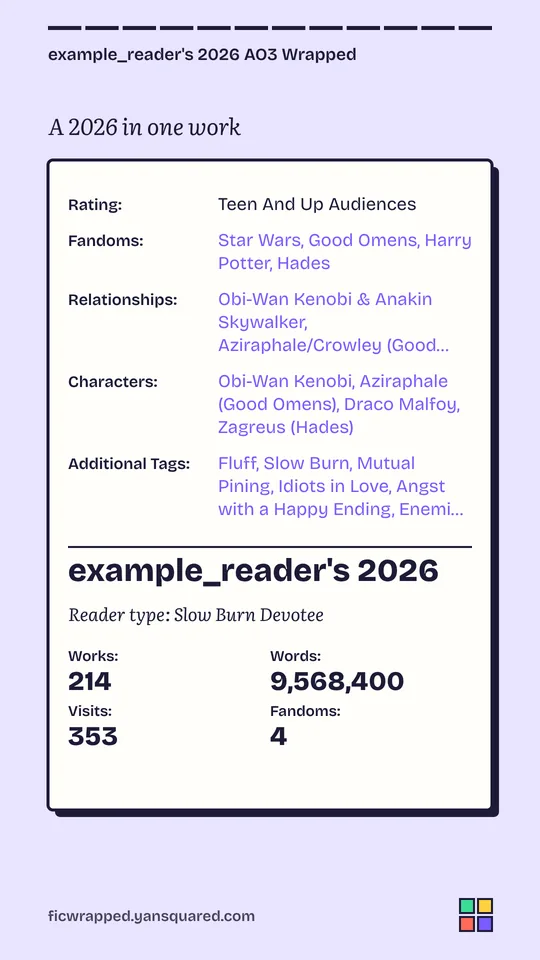 example_reader's 2026 AO3 Wrapped
A 2026 in one work
Rating: Teen And Up Audiences
Fandoms: Star Wars, Good Omens, Harry
Potter, Hades
Relationships: Obi-Wan Kenobi & Anakin
Skywalker,
Aziraphale/Crowley (Good...
Characters: Obi-Wan Kenobi, Aziraphale
(Good Omens), Draco Malfoy,
Zagreus (Hades)
Additional Tags: Fluff, Slow Burn, Mutual
Pining, Idiots in Love, Angst
with a Happy Ending, Enemi...
example_reader's 2026
Reader type: Slow Burn Devotee
Works: Words:
214 9,568,400
Visits: Fandoms:
353 4
ficwrapped.yansquared.com